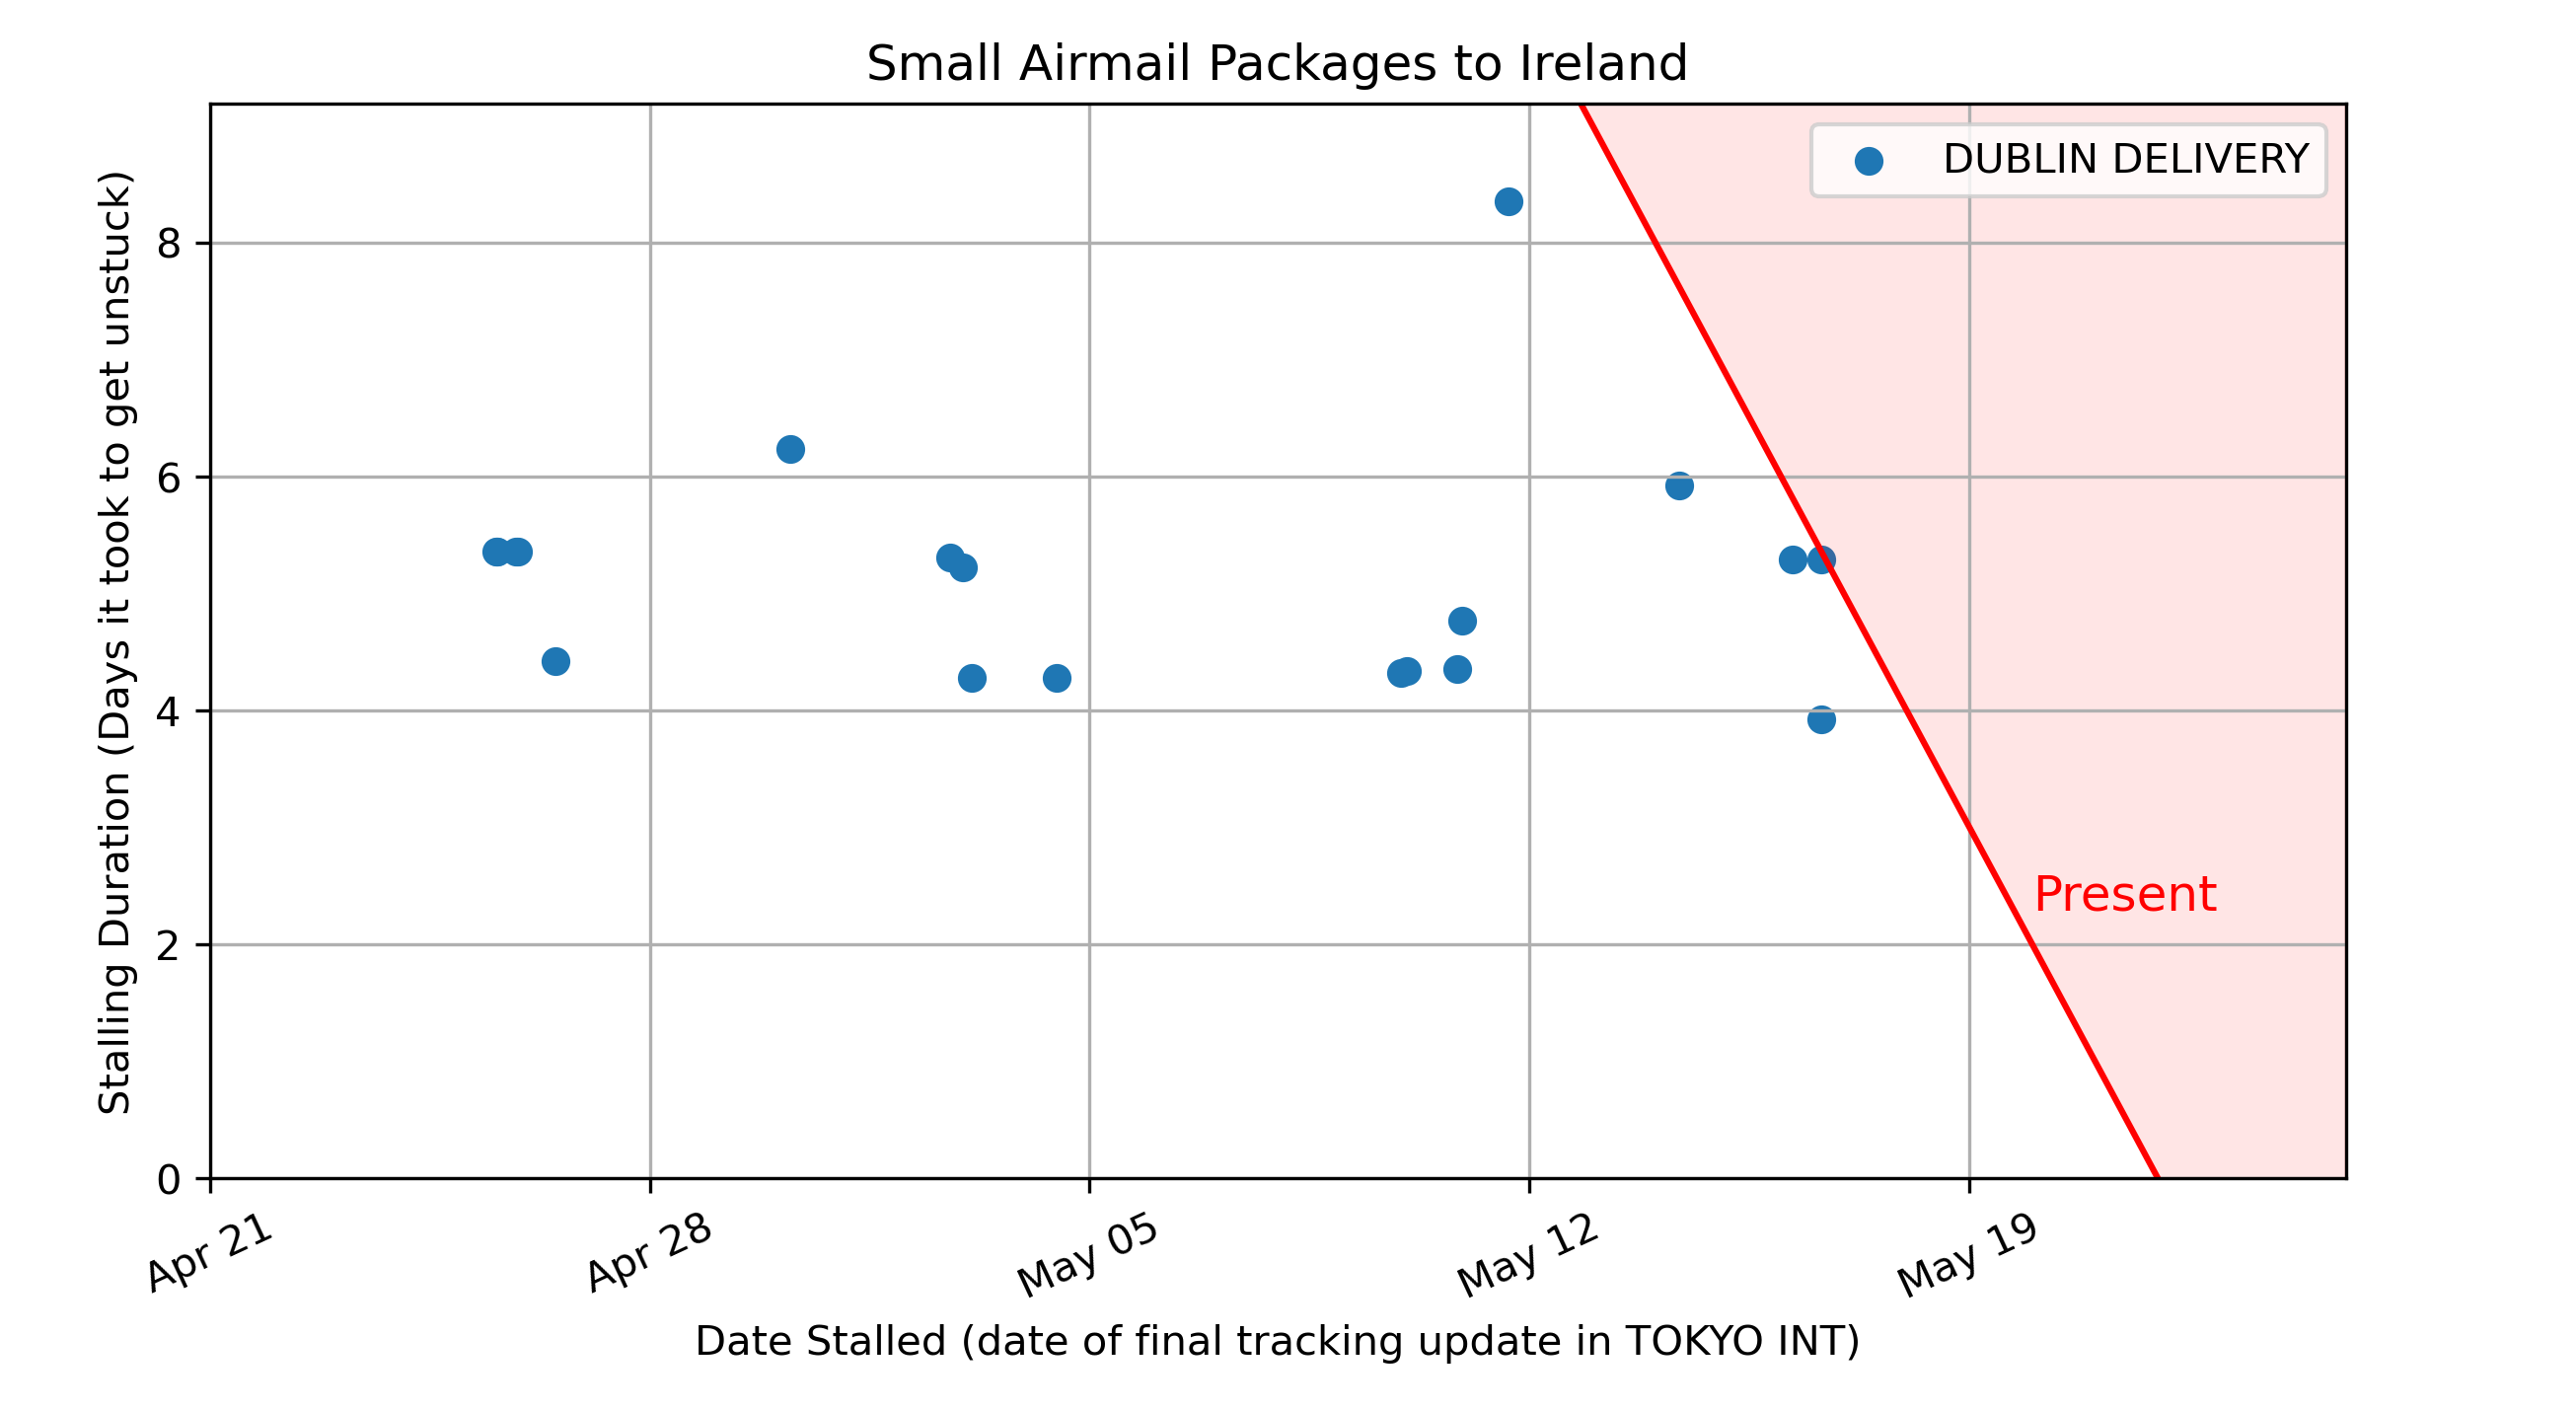 Small Airmail Packages to Ireland
DUBLIN DELIVERY
Stalling Duration (Days it took to get unstuck)
8
6
4
2
0
Present
Apr 21
Apr 28
May 05
May 12
May 19
Date Stalled (date of final tracking update in TOKYO INT)